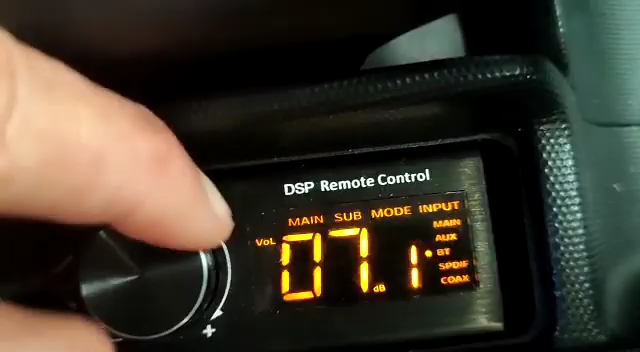 DSP Remote Control
MAIN SUB MODE INPUT
VOL 07.1 dB
MAIN
AUX
BT
SPDIF
COAX
+